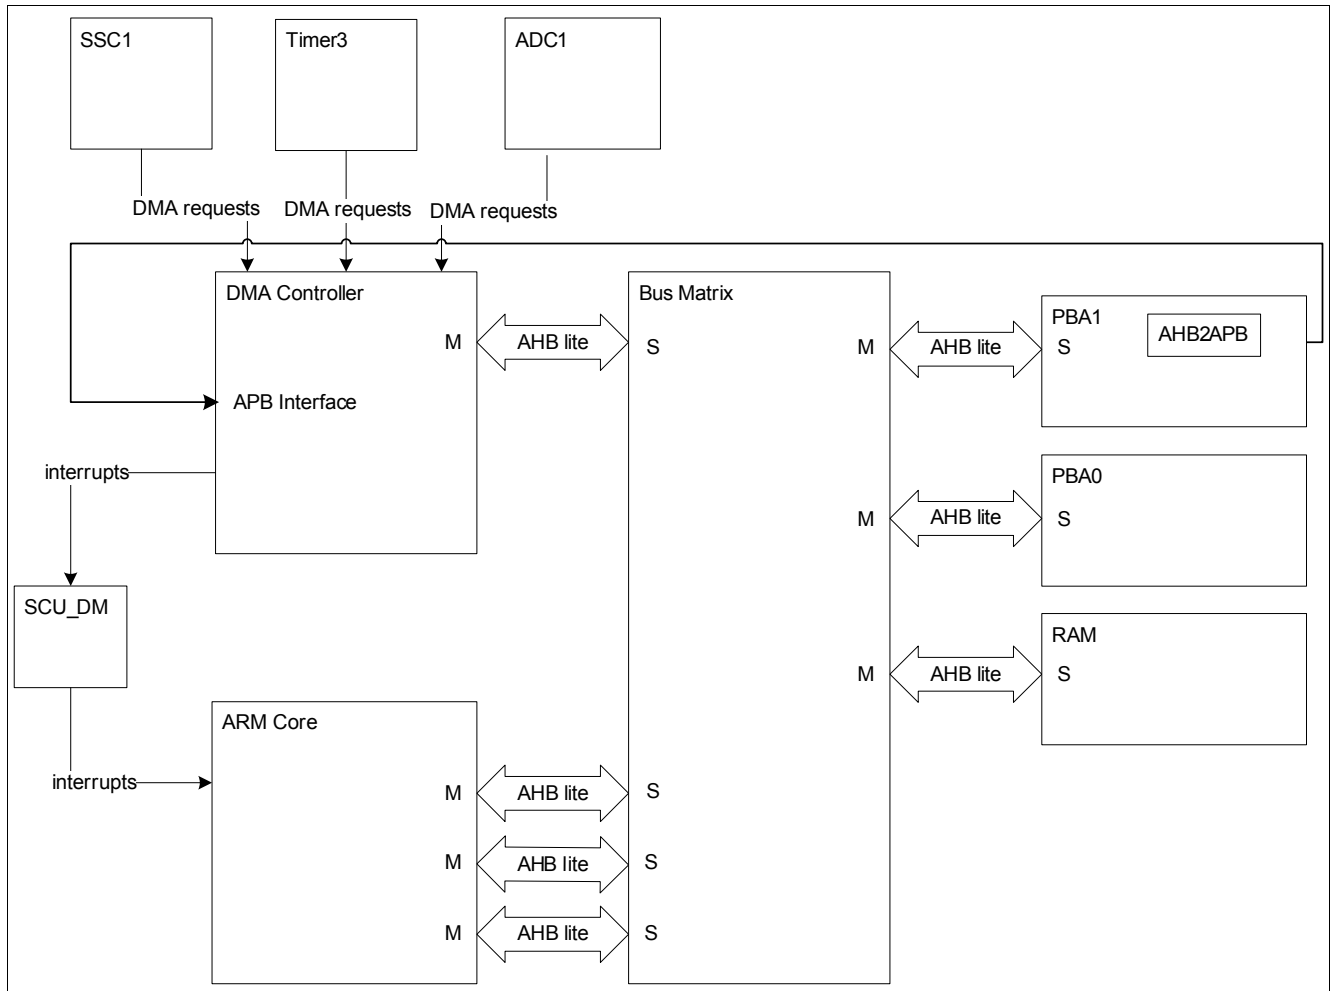 SSC1
Timer3
ADC1
DMA requests
DMA requests
DMA requests
DMA Controller
Bus Matrix
PBA1
AHB2APB
M
AHB lite
S
M
AHB lite
S
APB Interface
interrupts
PBA0
M
AHB lite
S
SCU_DM
RAM
M
AHB lite
S
ARM Core
interrupts
M
AHB lite
S
M
AHB lite
S
M
AHB lite
S